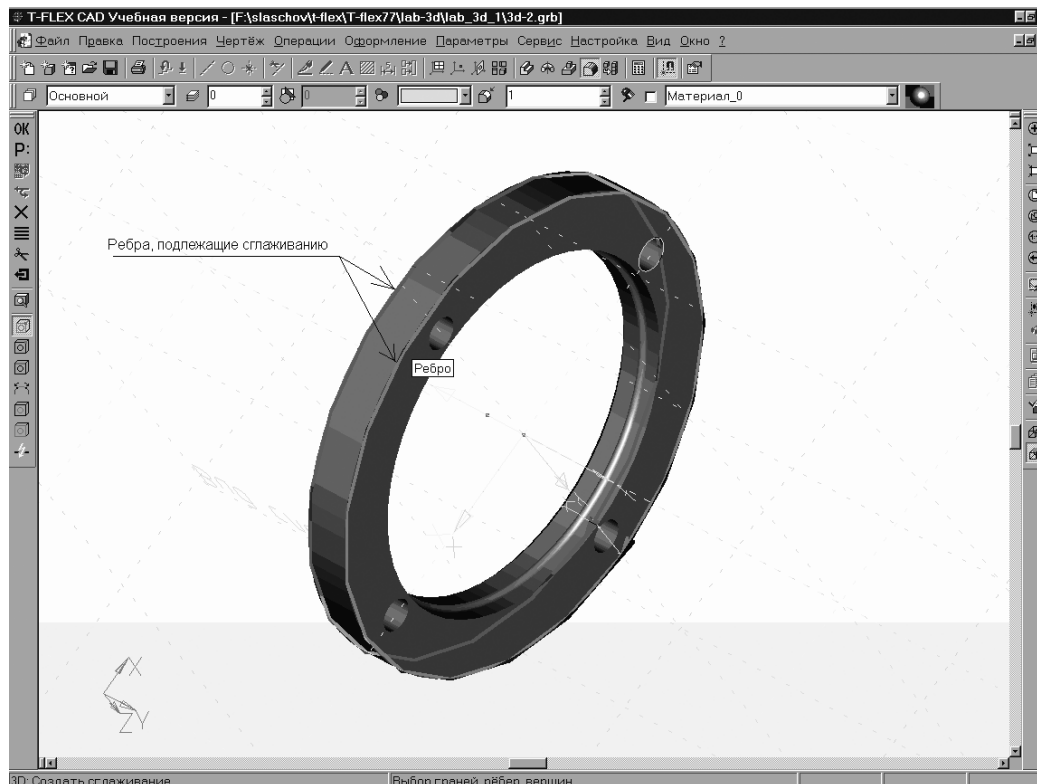 T-FLEX CAD Учебная версия - [F:\slaschov\t-flex\T-flex77\lab-3d\lab_3d_1\3d-2.grb]
Файл Правка Построения Чертёж Операции Оформление Параметры Сервис Настройка Вид Окно ?
Основной 0 0 1 Материал_0
OK
P:
Ребра, подлежащие сглаживанию
Ребро
X
X
Y
Z
3D: Создать сглаживание Выбор граней, рёбер, вершин